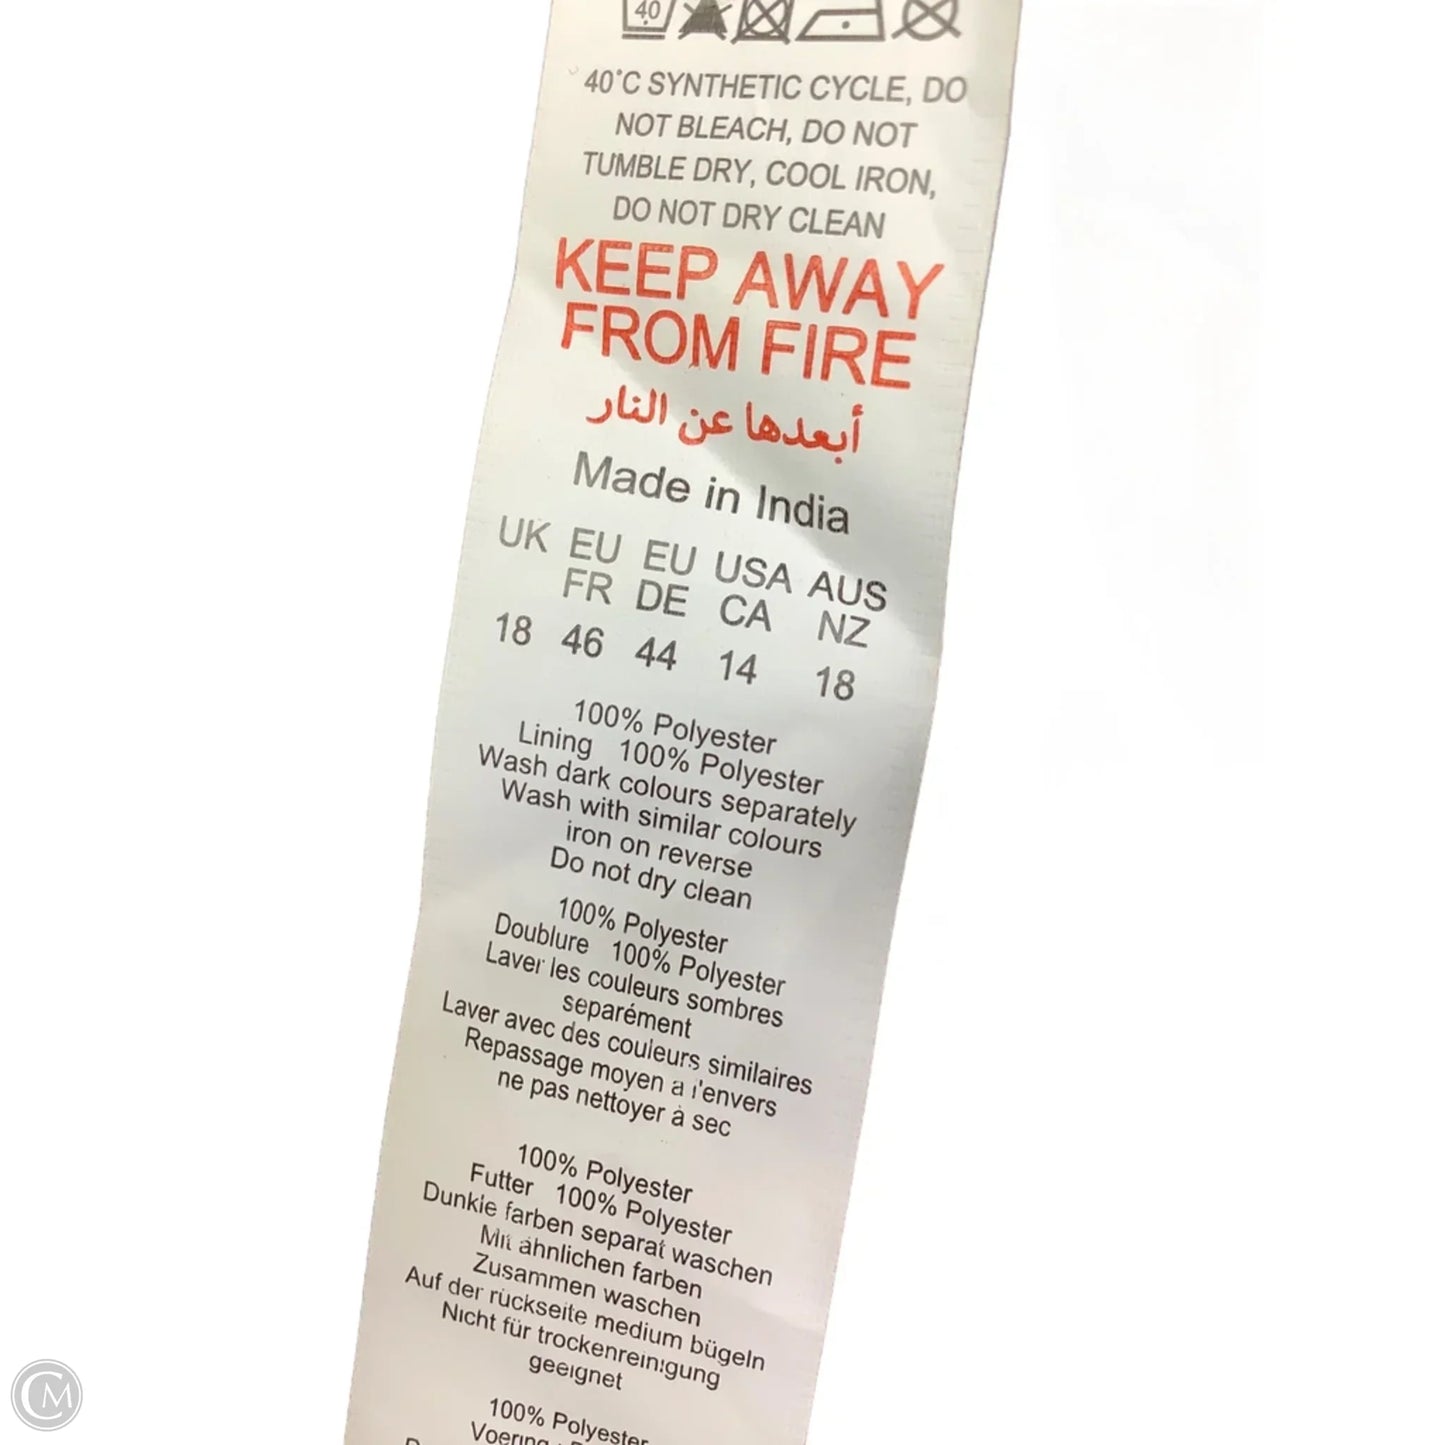 40
40°C SYNTHETIC CYCLE, DO
NOT BLEACH, DO NOT
TUMBLE DRY, COOL IRON,
DO NOT DRY CLEAN
KEEP AWAY
FROM FIRE
أبعدها عن النار
Made in India
UK EU EU USA AUS
FR DE CA NZ
18 46 44 14 18
100% Polyester
Lining 100% Polyester
Wash dark colours separately
Wash with similar colours
iron on reverse
Do not dry clean
100% Polyester
Doublure 100% Polyester
Laver les couleurs sombres
separément
Laver avec des couleurs similaires
Repassage moyen a l'envers
ne pas nettoyer à sec
100% Polyester
Futter 100% Polyester
Dunkie farben separat waschen
Mit ähnlichen farben
Zusammen waschen
Auf der rückseite medium bügeln
Nicht für trockenreinigung
geeignet
100% Polyester
Voering
CM